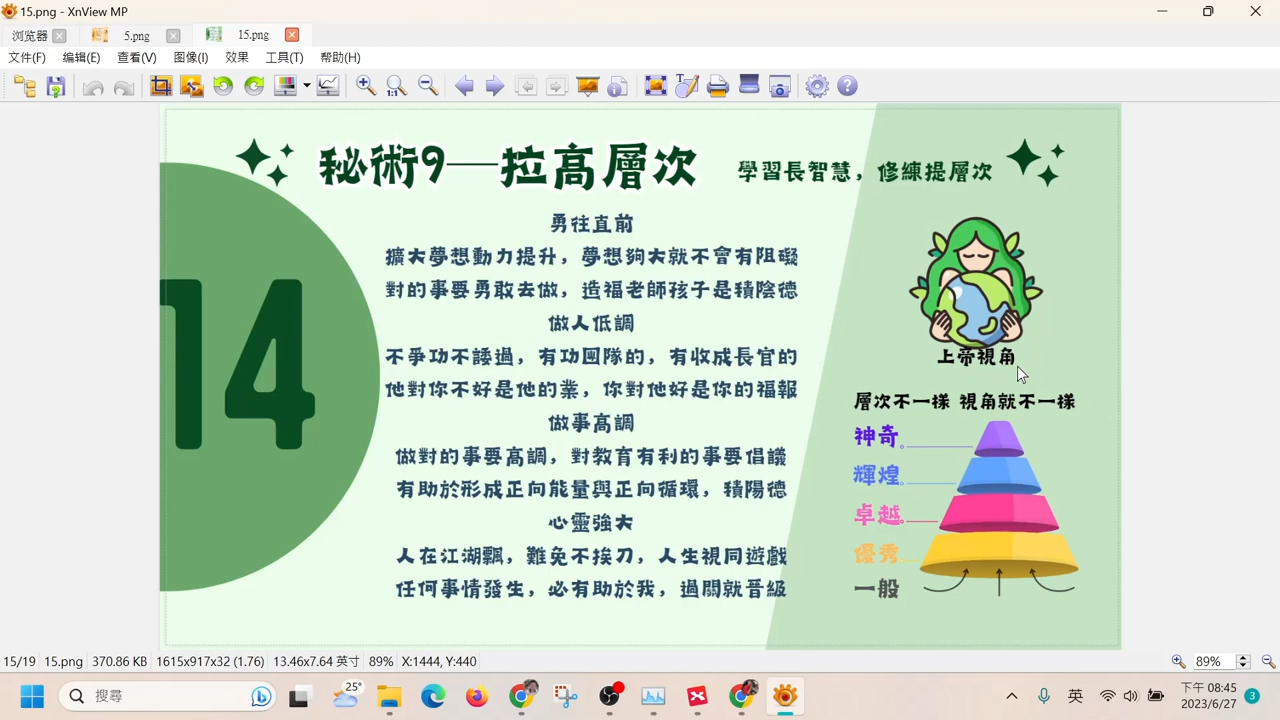 15.png - XnView MP
浏览器
5.png
15.png
文件(F)
编辑(E)
查看(V)
图像(I)
效果
工具(T)
帮助(H)
1:1
14
秘術9──拉高層次
學習長智慧，修練提層次
勇往直前
擴大夢想動力提升，夢想夠大就不會有阻礙
對的事要勇敢去做，造福老師孩子是積陰德
做人低調
不爭功不諉過，有功團隊的，有收成長官的
他對你不好是他的業，你對他好是你的福報
做事高調
做對的事要高調，對教育有利的事要倡議
有助於形成正向能量與正向循環，積陽德
心靈強大
人在江湖飄，難免不挨刀，人生視同遊戲
任何事情發生，必有助於我，過關就晉級
上帝視角
層次不一樣 視角就不一樣
神奇
輝煌
卓越
優秀
一般
15/19
15.png
370.86 KB
1615x917x32 (1.76)
13.46x7.64 英寸
89%
X:1444, Y:440
89%
搜尋
25°
英
下午 08:45
2023/6/27
3